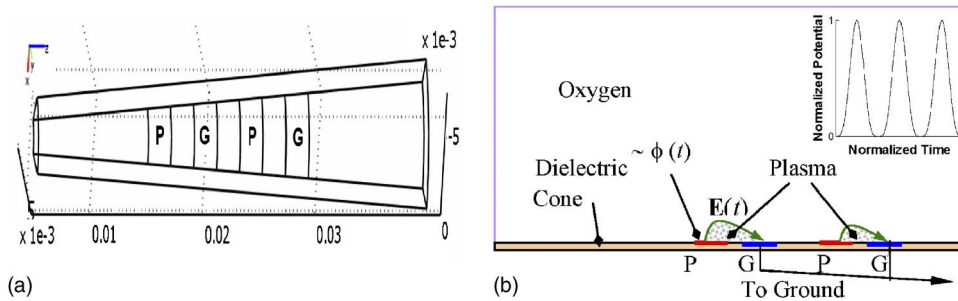 x 1e-3
z
y
x
P
G
P
G
-5
5
x 1e-3
0.01
0.02
0.03
0
(a)
Normalized Potential
1
0
Normalized Time
Oxygen
Dielectric
Cone
~ ϕ (t)
Plasma
E(t)
P
G
P
G
To Ground
(b)